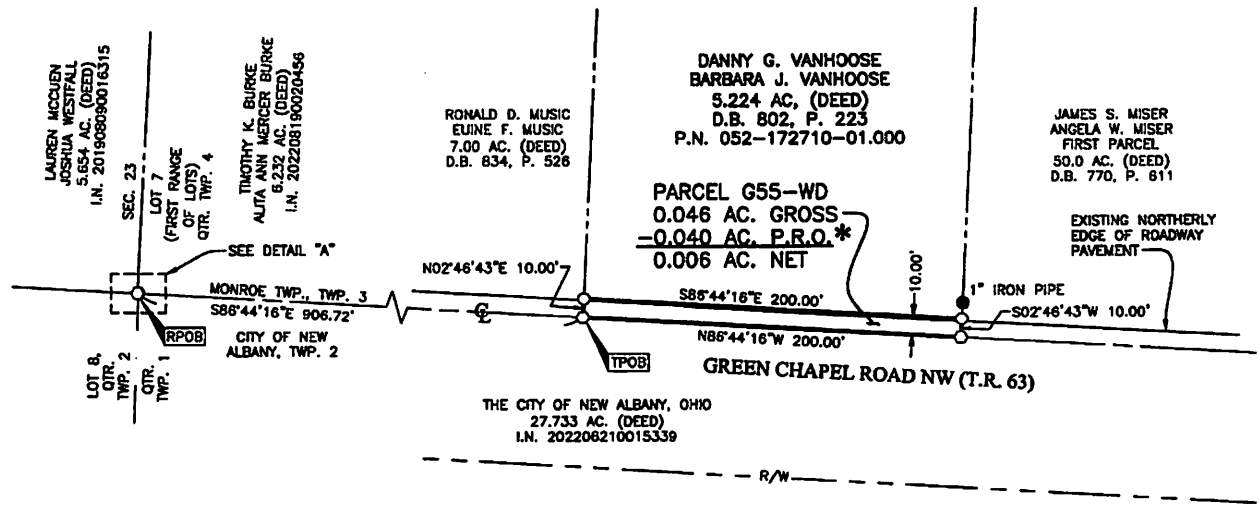 LAUREN MCCUEN
JOSHUA WESTFALL
5.654 AC. (DEED)
I.N. 201908090016315
SEC. 23
LOT 7
(FIRST RANGE
OF LOTS)
QTR. TWP. 4
TIMOTHY K. BURKE
ALITA ANN MERCER BURKE
6.232 AC. (DEED)
I.N. 202208190020456
SEE DETAIL "A"
MONROE TWP., TWP. 3
S86°44'16"E 906.72'
RPOB
CITY OF NEW
ALBANY, TWP. 2
LOT 8,
QTR.
TWP. 2
QTR.
TWP. 1
RONALD D. MUSIC
EUINE F. MUSIC
7.00 AC. (DEED)
D.B. 834, P. 526
N02°46'43"E 10.00'
℄
TPOB
DANNY G. VANHOOSE
BARBARA J. VANHOOSE
5.224 AC, (DEED)
D.B. 802, P. 223
P.N. 052-172710-01.000
PARCEL G55-WD
0.046 AC. GROSS
-0.040 AC. P.R.O.*
0.006 AC. NET
S86°44'16"E 200.00'
N86°44'16"W 200.00'
10.00'
GREEN CHAPEL ROAD NW (T.R. 63)
JAMES S. MISER
ANGELA W. MISER
FIRST PARCEL
50.0 AC. (DEED)
D.B. 770, P. 611
EXISTING NORTHERLY
EDGE OF ROADWAY
PAVEMENT
1" IRON PIPE
S02°46'43"W 10.00'
THE CITY OF NEW ALBANY, OHIO
27.733 AC. (DEED)
I.N. 202206210015339
R/W